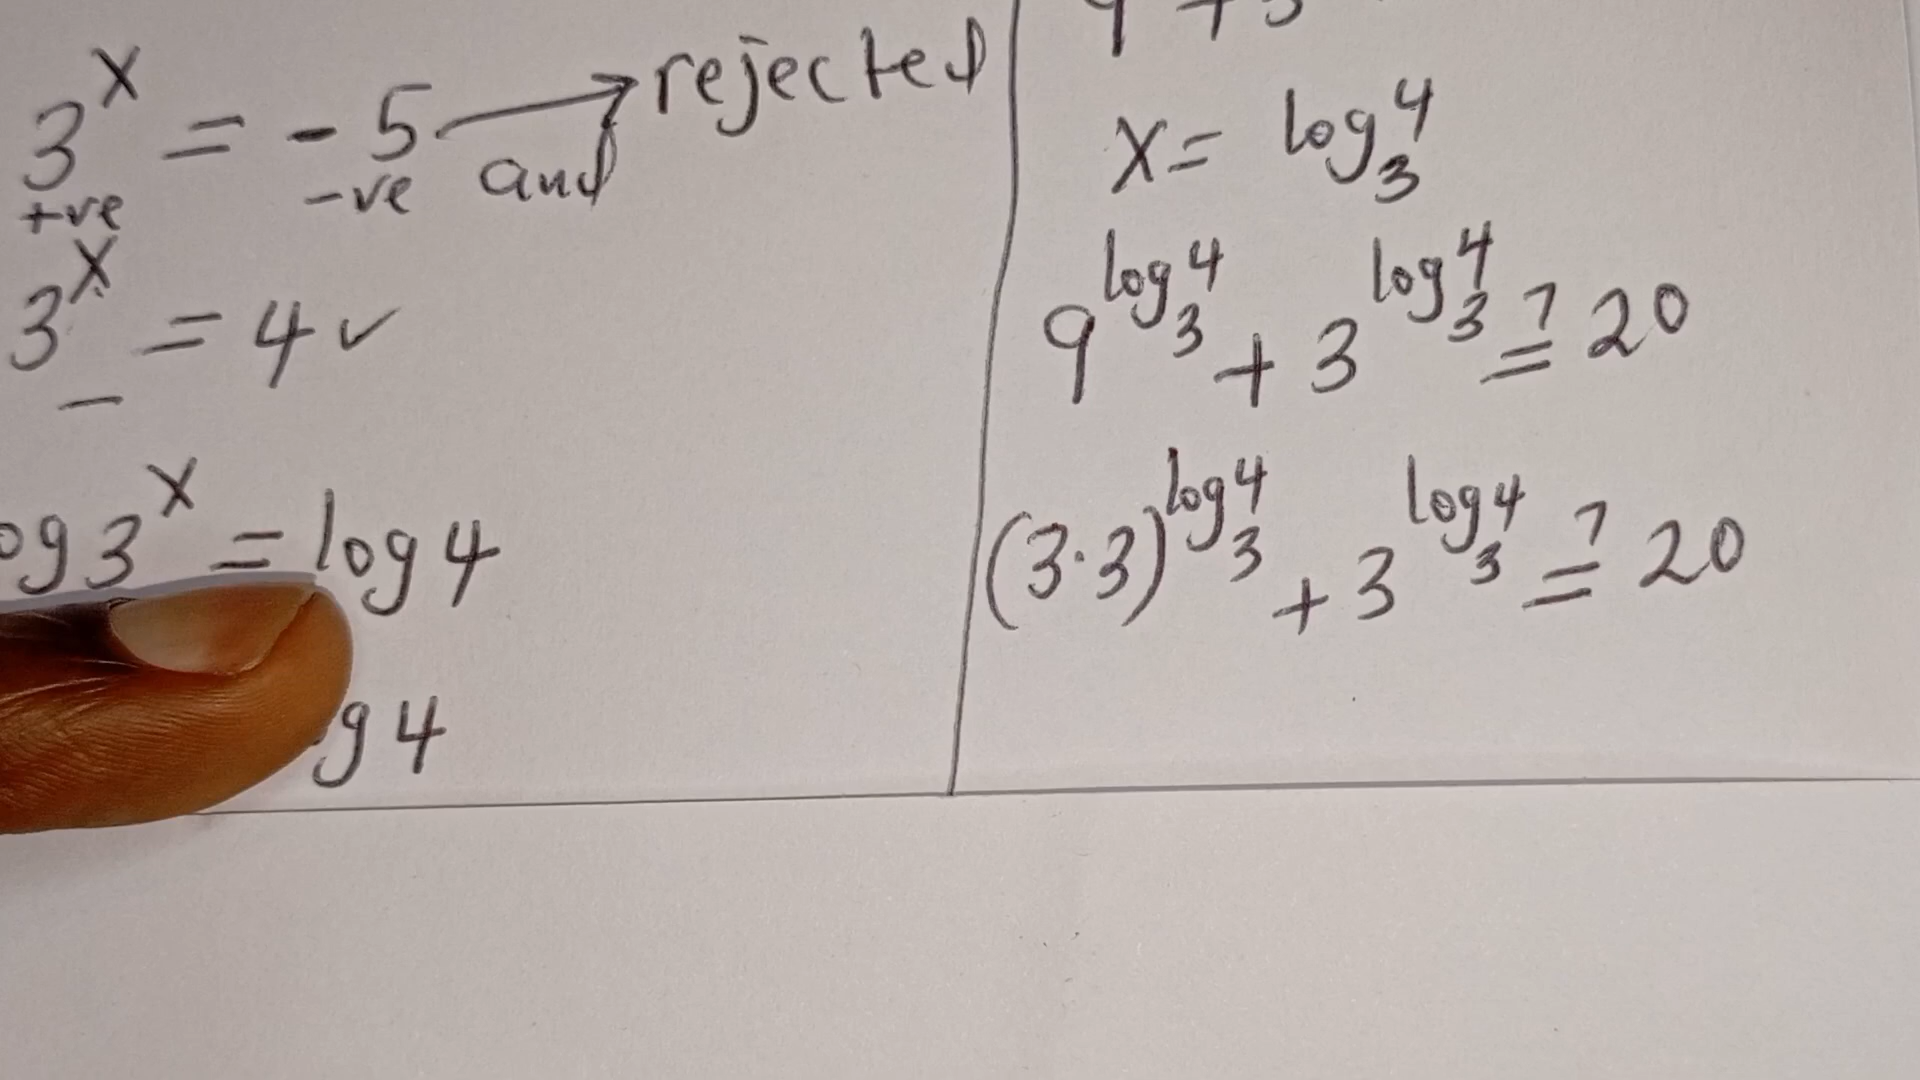 3^x = -5 → rejected
+ve -ve and
3^x = 4 ✓
og 3^x = log 4
g 4
x = log_3 4
9^log_3 4 + 3^log_3 4 ?= 20
(3·3)^log_3 4 + 3^log_3 4 ?= 20